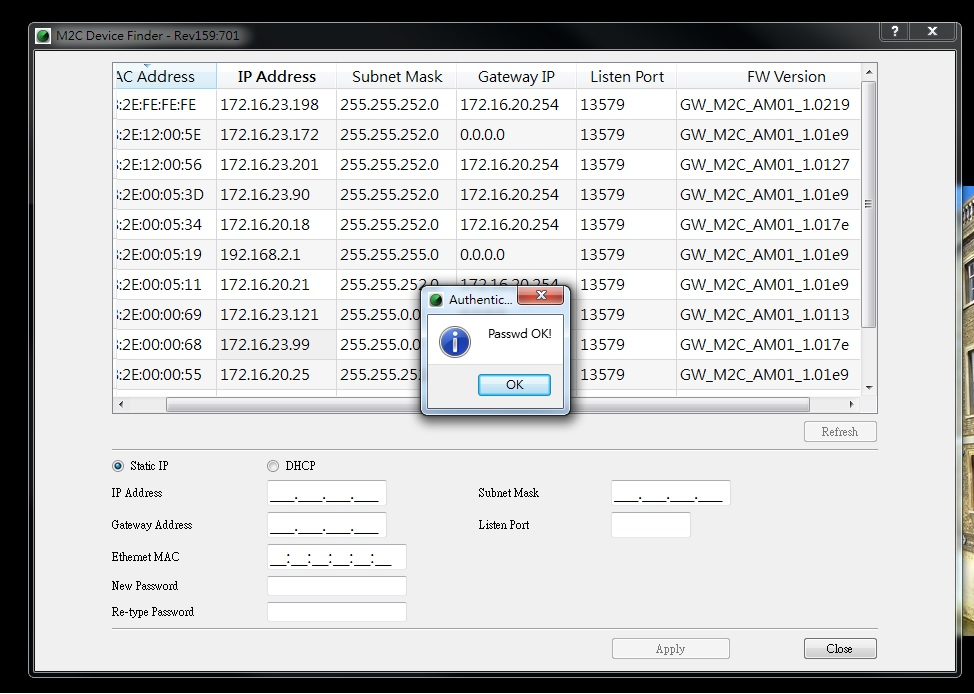 M2C Device Finder - Rev159:701
AC Address IP Address Subnet Mask Gateway IP Listen Port FW Version
:2E:FE:FE:FE 172.16.23.198 255.255.252.0 172.16.20.254 13579 GW_M2C_AM01_1.0219
:2E:12:00:5E 172.16.23.172 255.255.252.0 0.0.0.0 13579 GW_M2C_AM01_1.01e9
:2E:12:00:56 172.16.23.201 255.255.252.0 172.16.20.254 13579 GW_M2C_AM01_1.0127
:2E:00:05:3D 172.16.23.90 255.255.252.0 172.16.20.254 13579 GW_M2C_AM01_1.01e9
:2E:00:05:34 172.16.20.18 255.255.252.0 172.16.20.254 13579 GW_M2C_AM01_1.017e
:2E:00:05:19 192.168.2.1 255.255.255.0 0.0.0.0 13579 GW_M2C_AM01_1.01e9
:2E:00:05:11 172.16.20.21 255.255.252.0 172.16.20.254 13579 GW_M2C_AM01_1.01e9
:2E:00:00:69 172.16.23.121 255.255.0.0 13579 GW_M2C_AM01_1.0113
:2E:00:00:68 172.16.23.99 255.255.0.0 13579 GW_M2C_AM01_1.017e
:2E:00:00:55 172.16.20.25 255.255.25 13579 GW_M2C_AM01_1.01e9
Authentic...
Passwd OK!
OK
Refresh
Static IP DHCP
IP Address ___.___.___.___ Subnet Mask ___.___.___.___
Gateway Address ___.___.___.___ Listen Port
Ethernet MAC __:__:__:__:__:__
New Password
Re-type Password
Apply Close